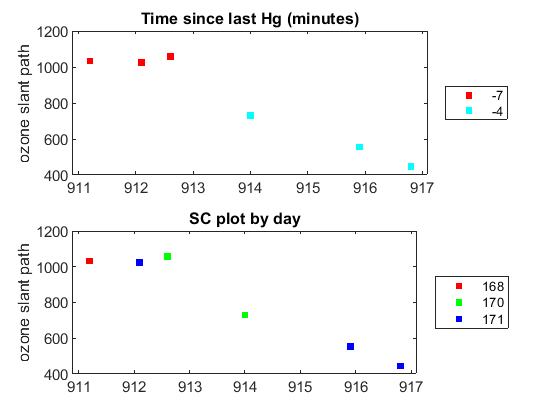 Time since last Hg (minutes)
1200
1000
800
600
400
ozone slant path
911 912 913 914 915 916 917
-7
-4
SC plot by day
1200
1000
800
600
400
ozone slant path
911 912 913 914 915 916 917
168
170
171